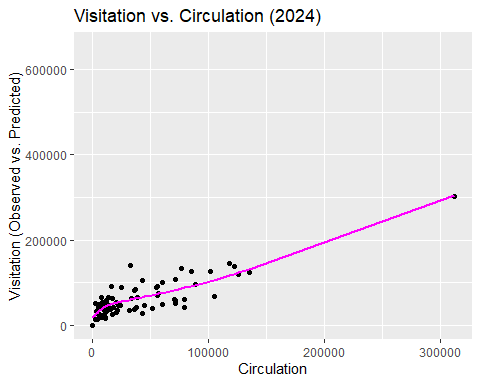 Visitation vs. Circulation (2024)
Visitation (Observed vs. Predicted)
600000
400000
200000
0
0 100000 200000 300000
Circulation